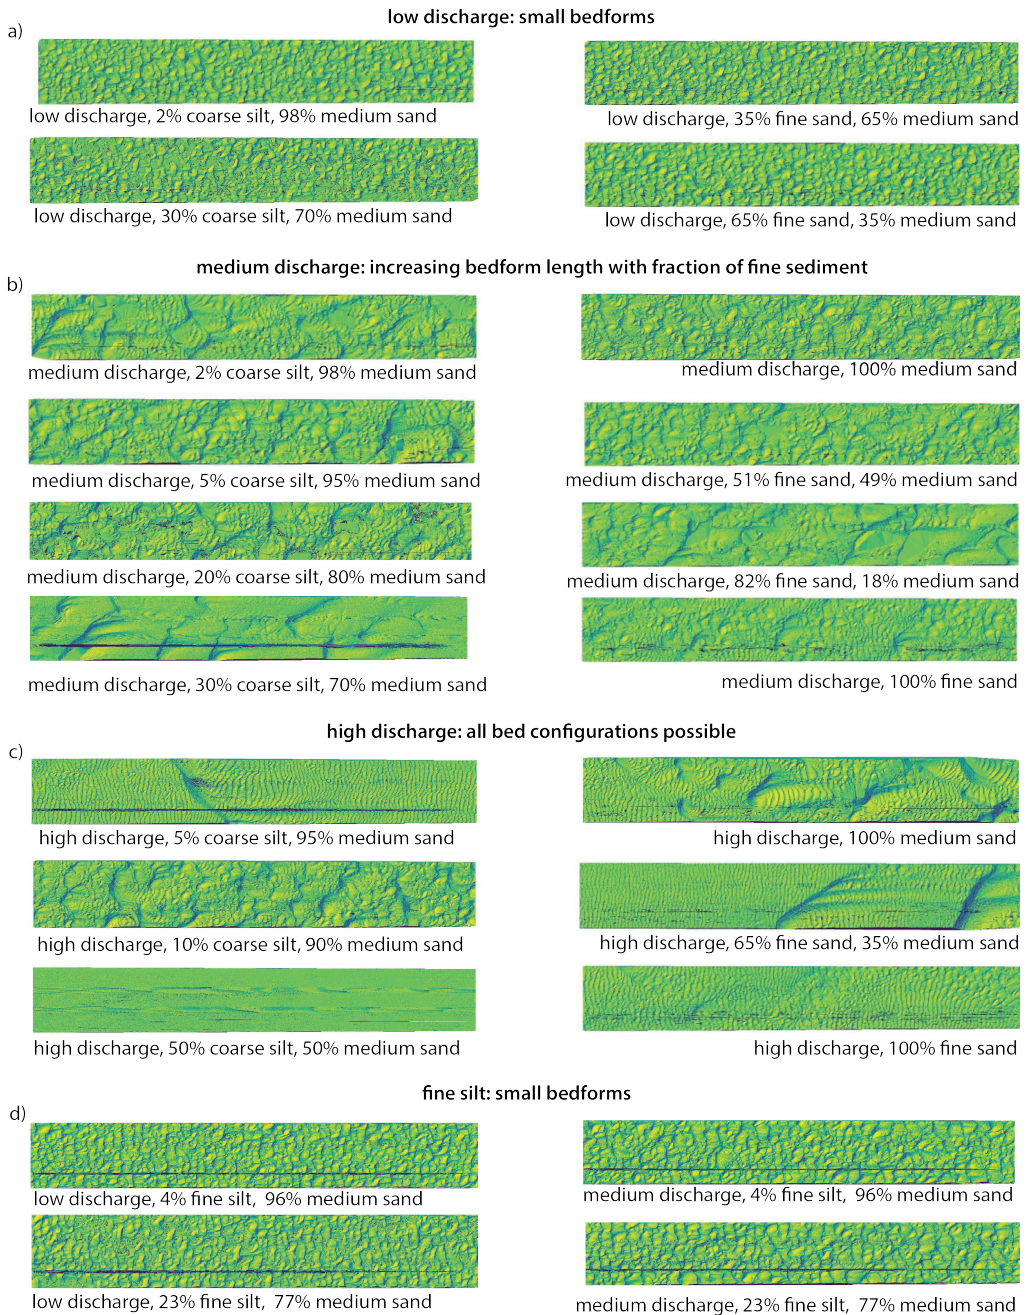 low discharge: small bedforms
a)
low discharge, 2% coarse silt, 98% medium sand
low discharge, 35% fine sand, 65% medium sand
low discharge, 30% coarse silt, 70% medium sand
low discharge, 65% fine sand, 35% medium sand
medium discharge: increasing bedform length with fraction of fine sediment
b)
medium discharge, 2% coarse silt, 98% medium sand
medium discharge, 100% medium sand
medium discharge, 5% coarse silt, 95% medium sand
medium discharge, 51% fine sand, 49% medium sand
medium discharge, 20% coarse silt, 80% medium sand
medium discharge, 82% fine sand, 18% medium sand
medium discharge, 30% coarse silt, 70% medium sand
medium discharge, 100% fine sand
high discharge: all bed configurations possible
c)
high discharge, 5% coarse silt, 95% medium sand
high discharge, 100% medium sand
high discharge, 10% coarse silt, 90% medium sand
high discharge, 65% fine sand, 35% medium sand
high discharge, 50% coarse silt, 50% medium sand
high discharge, 100% fine sand
fine silt: small bedforms
d)
low discharge, 4% fine silt, 96% medium sand
medium discharge, 4% fine silt, 96% medium sand
low discharge, 23% fine silt, 77% medium sand
medium discharge, 23% fine silt, 77% medium sand